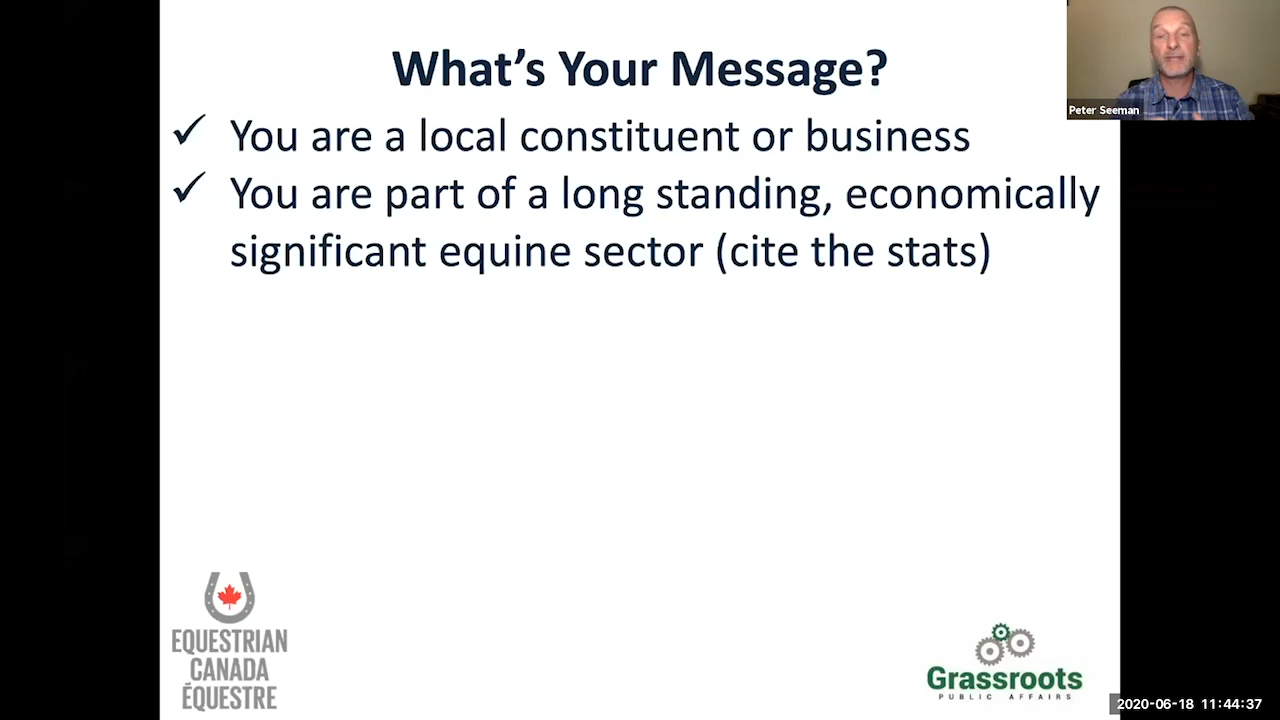 What's Your Message?
Peter Seeman
✓ You are a local constituent or business
✓ You are part of a long standing, economically
significant equine sector (cite the stats)
EQUESTRIAN
CANADA
ÉQUESTRE
Grassroots
PUBLIC AFFAIRS
2020-06-18 11:44:37